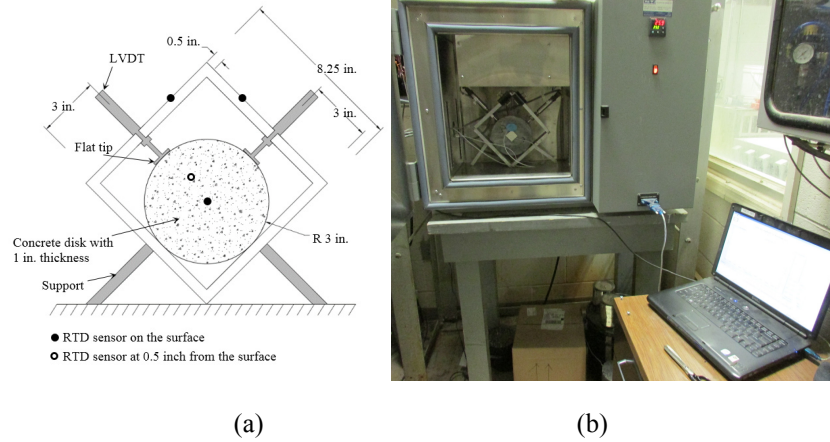 0.5 in.
LVDT
8.25 in.
3 in.
3 in.
Flat tip
R 3 in.
Concrete disk with
1 in. thickness
Support
RTD sensor on the surface
RTD sensor at 0.5 inch from the surface
(a)
(b)